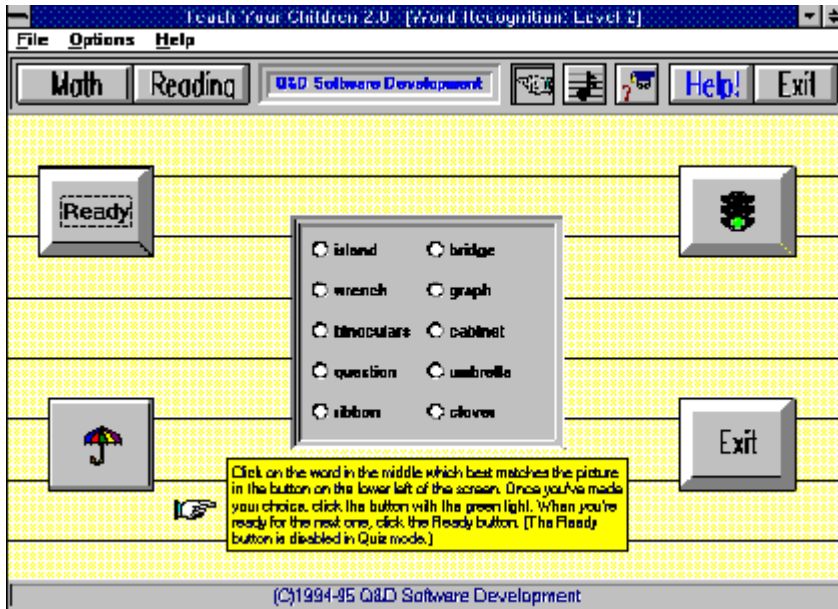 Teach Your Children 2.0 - [Word Recognition: Level 2]
File Options Help
Math Reading Q&D Software Development Help! Exit
Ready
island bridge
wrench graph
binoculars cabinet
question umbrella
ribbon clover
Exit
Click on the word in the middle which best matches the picture
in the button on the lower left of the screen. Once you've made
your choice, click the button with the green light. When you're
ready for the next one, click the Ready button. (The Ready
button is disabled in Quiz mode.)
(C)1994-95 Q&D Software Development